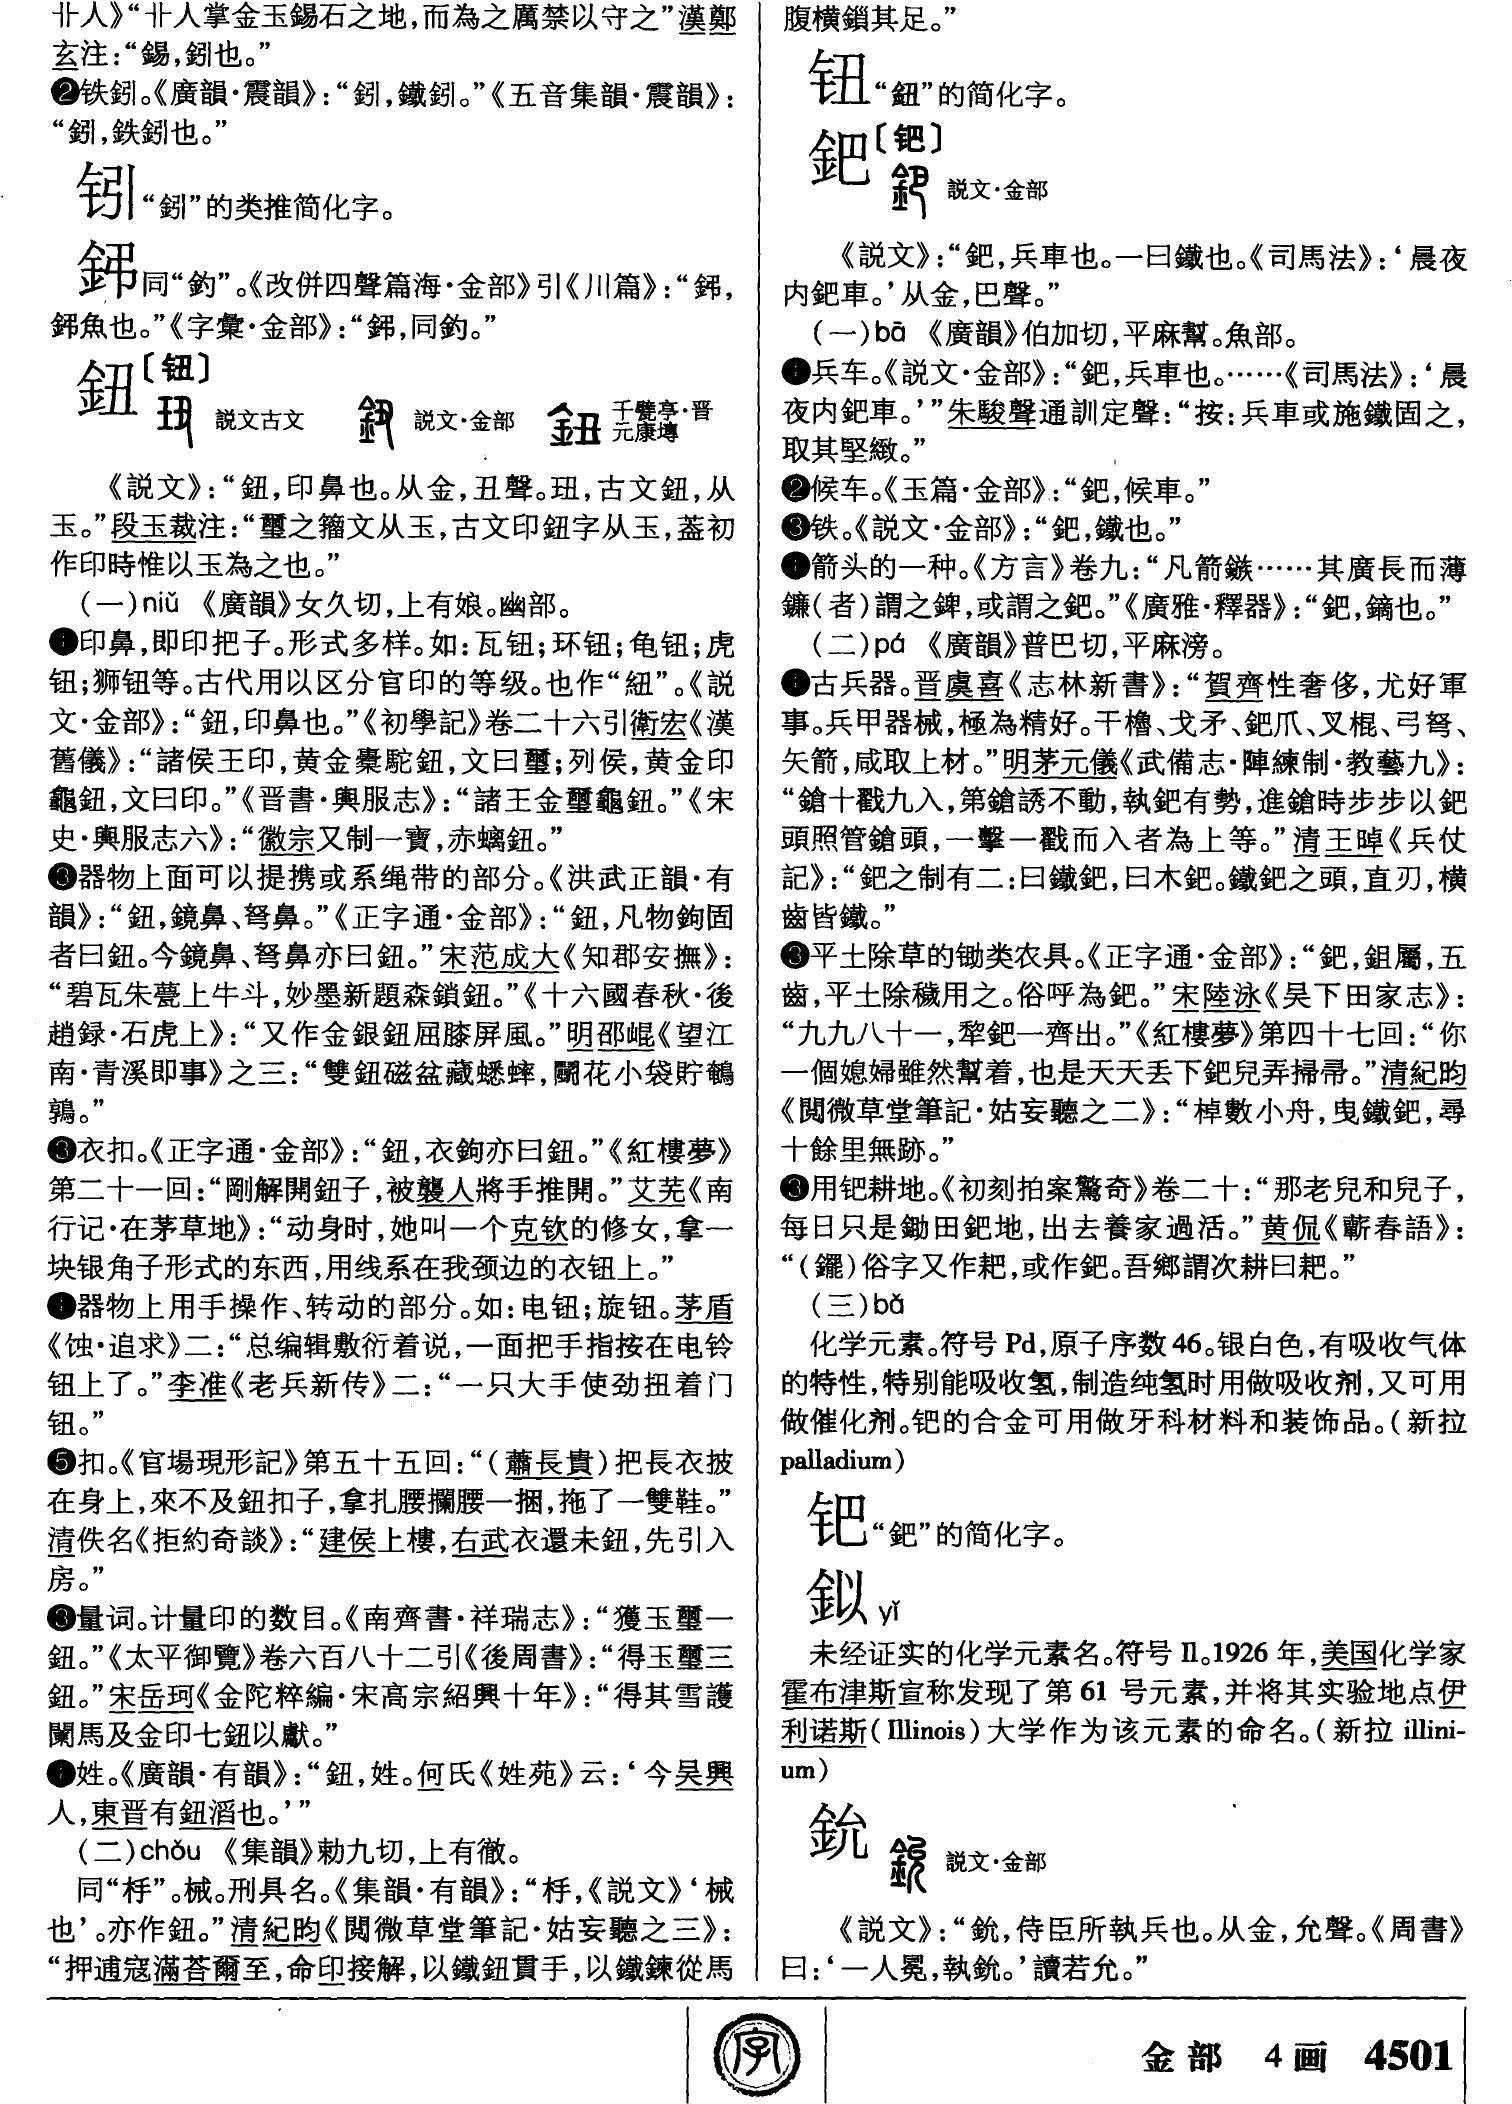 卝人》“卝人掌金玉錫石之地,而為之厲禁以守之”漢鄭
玄注:“錫,鈏也。”
❷铁鈏。《廣韻·震韻》:“鈏,鐵鈏。”《五音集韻·震韻》:
“鈏,鉄鈏也。”
“鈏”的类推简化字。
鈟同“釣”。《改併四聲篇海·金部》引《川篇》:“鈟,
鈟魚也。”《字彙·金部》:“鈟,同釣。”
鈕〔钮〕
説文古文 説文·金部 千甓亭·晋元康塼
《説文》:“鈕,印鼻也。从金,丑聲。㺲,古文鈕,从
玉。”段玉裁注:“璽之籀文从玉,古文印鈕字从玉,蓋初
作印時惟以玉為之也。”
(一)niǔ 《廣韻》女久切,上有娘。幽部。
❶印鼻,即印把子。形式多样。如:瓦钮;环钮;龟钮;虎
钮;狮钮等。古代用以区分官印的等级。也作“紐”。《説
文·金部》:“鈕,印鼻也。”《初學記》卷二十六引衛宏《漢
舊儀》:“諸侯王印,黄金橐駝鈕,文曰璽;列侯,黄金印
龜鈕,文曰印。”《晋書·輿服志》:“諸王金璽龜鈕。”《宋
史·輿服志六》:“徽宗又制一寶,赤螭鈕。”
❷器物上面可以提携或系绳带的部分。《洪武正韻·有
韻》:“鈕,鏡鼻、弩鼻。”《正字通·金部》:“鈕,凡物鉤固
者曰鈕。今鏡鼻、弩鼻亦曰鈕。”宋范成大《知郡安撫》:
“碧瓦朱甍上牛斗,妙墨新題森鎖鈕。”《十六國春秋·後
趙録·石虎上》:“又作金銀鈕屈膝屏風。”明邵崐《望江
南·青溪即事》之三:“雙鈕磁盆藏蟋蟀,鬭花小袋貯鵪
鶉。”
❸衣扣。《正字通·金部》:“鈕,衣鉤亦曰鈕。”《紅樓夢》
第二十一回:“剛解開鈕子,被襲人將手推開。”艾芜《南
行记·在茅草地》:“动身时,她叫一个克钦的修女,拿一
块银角子形式的东西,用线系在我颈边的衣钮上。”
❹器物上用手操作、转动的部分。如:电钮;旋钮。茅盾
《蚀·追求》二:“总编辑敷衍着说,一面把手指按在电铃
钮上了。”李准《老兵新传》二:“一只大手使劲扭着门
钮。”
❺扣。《官場現形記》第五十五回:“(蕭長貴)把長衣披
在身上,來不及鈕扣子,拿扎腰攔腰一捆,拖了一雙鞋。”
清佚名《拒約奇談》:“建侯上樓,右武衣還未鈕,先引入
房。”
❻量词。计量印的数目。《南齊書·祥瑞志》:“獲玉璽一
鈕。”《太平御覽》卷六百八十二引《後周書》:“得玉璽三
鈕。”宋岳珂《金陀粹編·宋高宗紹興十年》:“得其雪護
闌馬及金印七鈕以獻。”
❼姓。《廣韻·有韻》:“鈕,姓。何氏《姓苑》云:‘今吴興
人,東晋有鈕滔也。’”
(二)chǒu 《集韻》勅九切,上有徹。
同“杽”。械。刑具名。《集韻·有韻》:“杽,《説文》‘械
也’。亦作鈕。”清紀昀《閲微草堂筆記·姑妄聽之三》:
“押逋寇滿荅爾至,命印接解,以鐵鈕貫手,以鐵鍊從馬
腹横鎖其足。”
钮“鈕”的简化字。
鈀〔钯〕
説文·金部
《説文》:“鈀,兵車也。一曰鐵也。《司馬法》:‘晨夜
内鈀車。’从金,巴聲。”
(一)bā 《廣韻》伯加切,平麻幫。魚部。
❶兵车。《説文·金部》:“鈀,兵車也。……《司馬法》:‘晨
夜内鈀車。’”朱駿聲通訓定聲:“按:兵車或施鐵固之,
取其堅緻。”
❷候车。《玉篇·金部》:“鈀,候車。”
❸铁。《説文·金部》:“鈀,鐵也。”
❹箭头的一种。《方言》卷九:“凡箭鏃……其廣長而薄
鐮(者)謂之錍,或謂之鈀。”《廣雅·釋器》:“鈀,鏑也。”
(二)pá 《廣韻》普巴切,平麻滂。
❶古兵器。晋虞喜《志林新書》:“賀齊性奢侈,尤好軍
事。兵甲器械,極為精好。干櫓、戈矛、鈀爪、叉棍、弓弩、
矢箭,咸取上材。”明茅元儀《武備志·陣練制·教藝九》:
“鎗十戳九入,第鎗誘不動,執鈀有勢,進鎗時步步以鈀
頭照管鎗頭,一擊一戳而入者為上等。”清王晫《兵仗
記》:“鈀之制有二:曰鐵鈀,曰木鈀。鐵鈀之頭,直刃,横
齒皆鐵。”
❷平土除草的锄类农具。《正字通·金部》:“鈀,鉏屬,五
齒,平土除穢用之。俗呼為鈀。”宋陸泳《吴下田家志》:
“九九八十一,犂鈀一齊出。”《紅樓夢》第四十七回:“你
一個媳婦雖然幫着,也是天天丢下鈀兒弄掃帚。”清紀昀
《閲微草堂筆記·姑妄聽之二》:“棹數小舟,曳鐵鈀,尋
十餘里無跡。”
❸用钯耕地。《初刻拍案驚奇》卷二十:“那老兒和兒子,
每日只是鋤田鈀地,出去養家過活。”黄侃《蘄春語》:
“(䥯)俗字又作耙,或作鈀。吾鄉謂次耕曰耙。”
(三)bǎ
化学元素。符号 Pd,原子序数 46。银白色,有吸收气体
的特性,特别能吸收氢,制造纯氢时用做吸收剂,又可用
做催化剂。钯的合金可用做牙科材料和装饰品。(新拉
palladium)
钯“鈀”的简化字。
鉯 yǐ
未经证实的化学元素名。符号 Il。1926 年,美国化学家
霍布津斯宣称发现了第 61 号元素,并将其实验地点伊
利诺斯(Illinois)大学作为该元素的命名。(新拉 illini-
um)
鈗
説文·金部
《説文》:“鈗,侍臣所執兵也。从金,允聲。《周書》
曰:‘一人冕,執鈗。’讀若允。”
字
金部 4画 4501